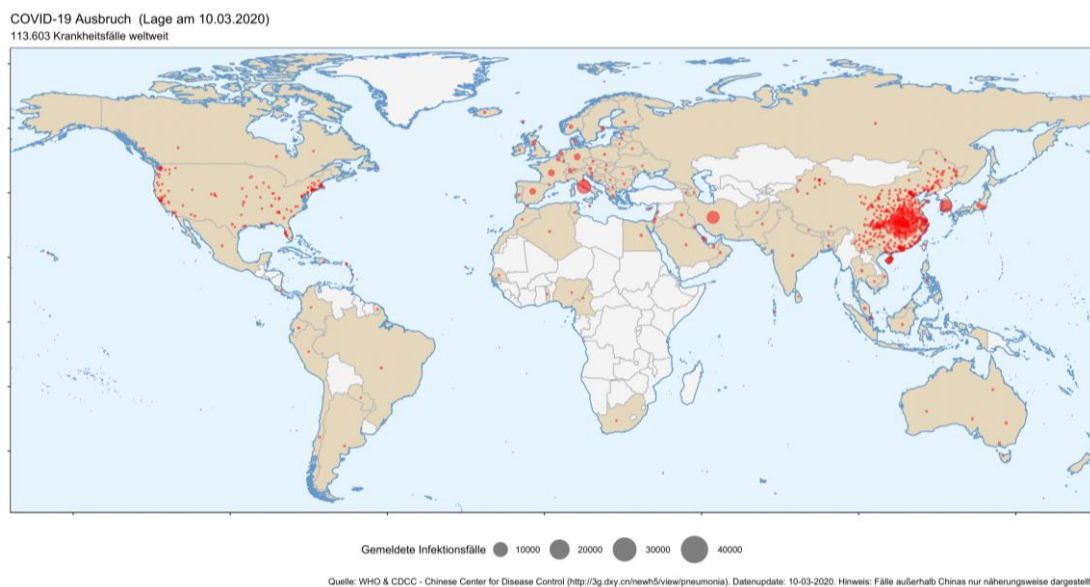 COVID-19 Ausbruch (Lage am 10.03.2020)
113.603 Krankheitsfälle weltweit
Gemeldete Infektionsfälle 10000 20000 30000 40000
Quelle: WHO & CDCC - Chinese Center for Disease Control (http://3g.dxy.cn/newh5/view/pneumonia). Datenupdate: 10-03-2020. Hinweis: Fälle außerhalb Chinas nur näherungsweise dargestellt